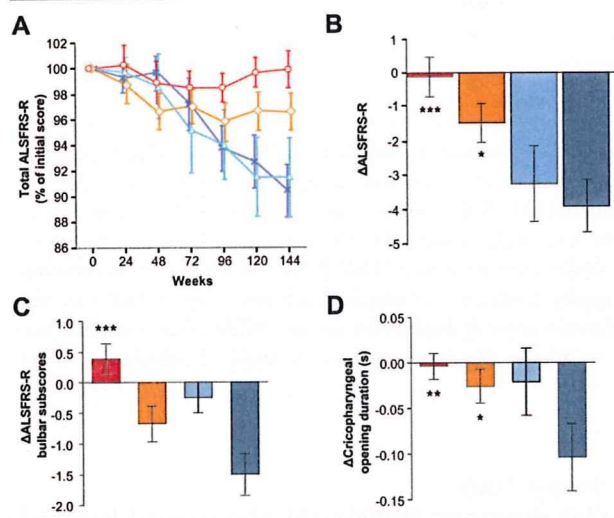 A
Total ALSFRS-R
(% of initial score)
102
100
98
96
94
92
90
88
86
0 24 48 72 96 120 144
Weeks
B
ΔALSFRS-R
0
-1
-2
-3
-4
-5
***
*
C
ΔALSFRS-R
bulbar subscores
1.0
0.5
0.0
-0.5
-1.0
-1.5
-2.0
***
D
ΔCricopharyngeal
opening duration (s)
0.05
0.00
-0.05
-0.10
-0.15
**
*